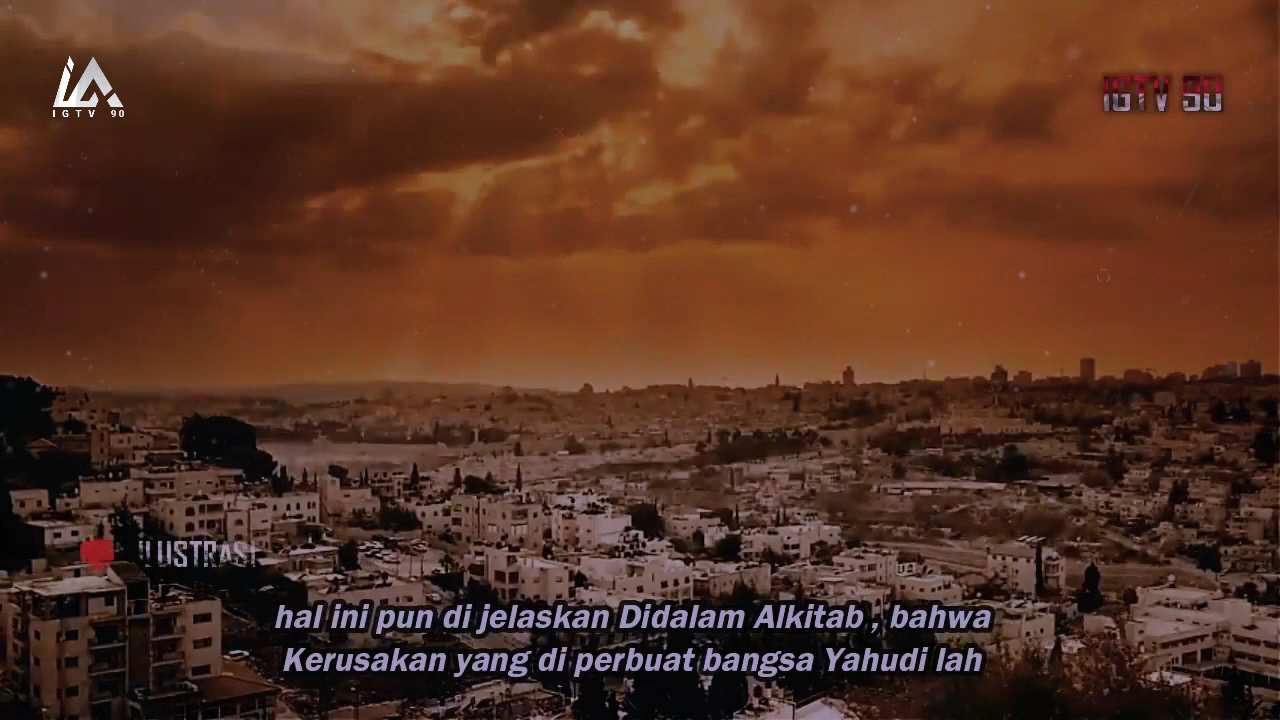 IGTV 90
IGTV 90
ILUSTRASI
hal ini pun di jelaskan Didalam Alkitab , bahwa
Kerusakan yang di perbuat bangsa Yahudi lah